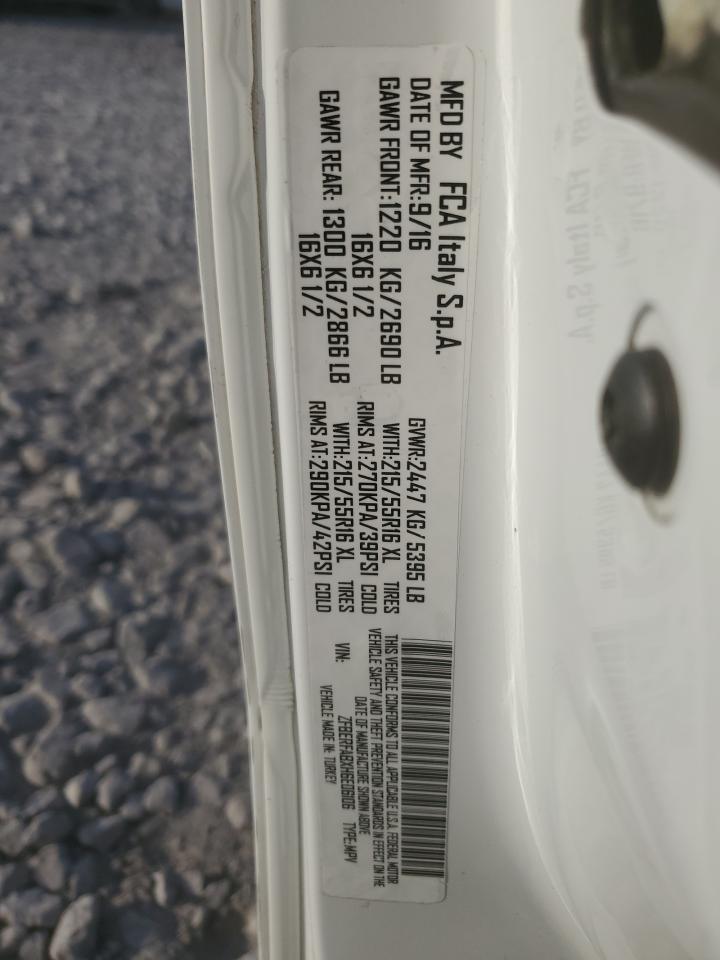 MFD BY FCA Italy S.p.A.
DATE OF MFR:9/16 GVWR:2447 KG/5395 LB
GAWR FRONT:1220 KG/2690 LB WITH:215/55R16 XL TIRES
16X6 1/2 RIMS AT:270KPA/39PSI COLD
GAWR REAR: 1300 KG/2866 LB WITH:215/55R16 XL TIRES
16X6 1/2 RIMS AT:290KPA/42PSI COLD
THIS VEHICLE CONFORMS TO ALL APPLICABLE U.S.A. FEDERAL MOTOR
VEHICLE SAFETY AND THEFT PREVENTION STANDARDS IN EFFECT ON THE
DATE OF MANUFACTURE SHOWN ABOVE
VIN: ZFBERFABXH6E06106 TYPE:MPV
VEHICLE MADE IN: TURKEY